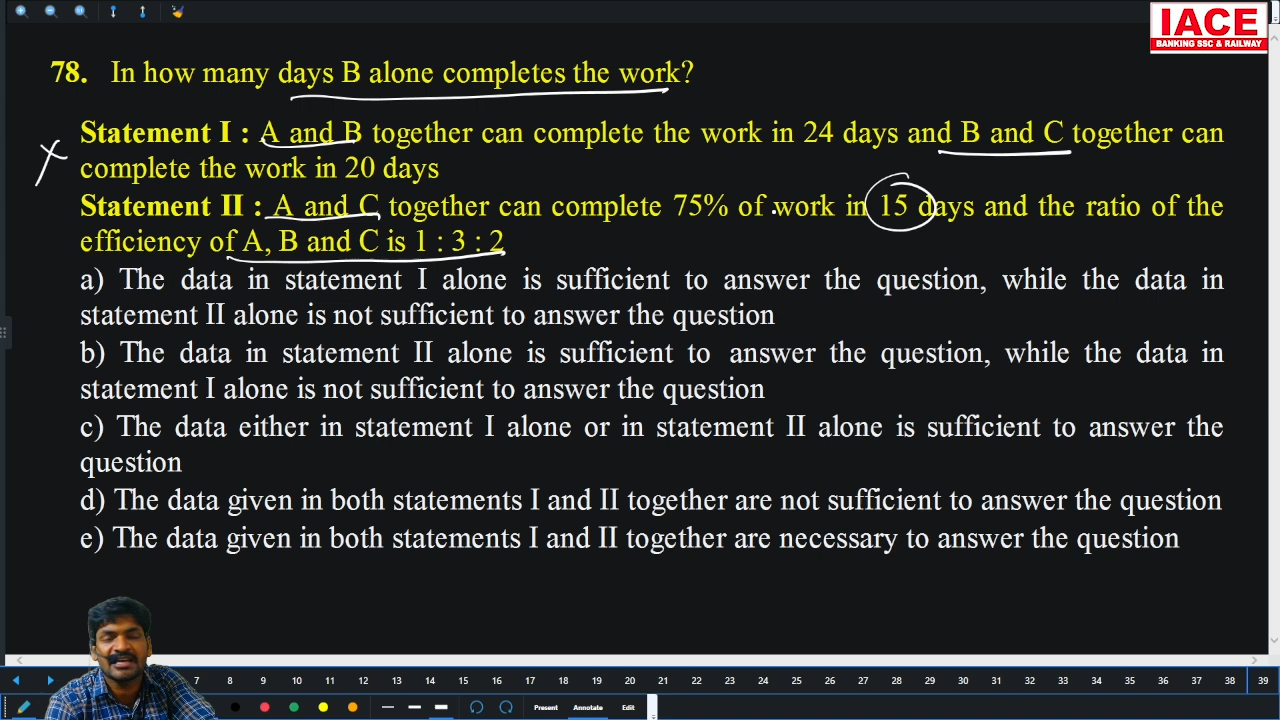 IACE
BANKING SSC & RAILWAY
78. In how many days B alone completes the work?
Statement I : A and B together can complete the work in 24 days and B and C together can
complete the work in 20 days
Statement II : A and C together can complete 75% of work in 15 days and the ratio of the
efficiency of A, B and C is 1 : 3 : 2
a) The data in statement I alone is sufficient to answer the question, while the data in
statement II alone is not sufficient to answer the question
b) The data in statement II alone is sufficient to answer the question, while the data in
statement I alone is not sufficient to answer the question
c) The data either in statement I alone or in statement II alone is sufficient to answer the
question
d) The data given in both statements I and II together are not sufficient to answer the question
e) The data given in both statements I and II together are necessary to answer the question
7 8 9 10 11 12 13 14 15 16 17 18 19 20 21 22 23 24 25 26 27 28 29 30 31 32 33 34 35 36 37 38 39
Present Annotate Edit